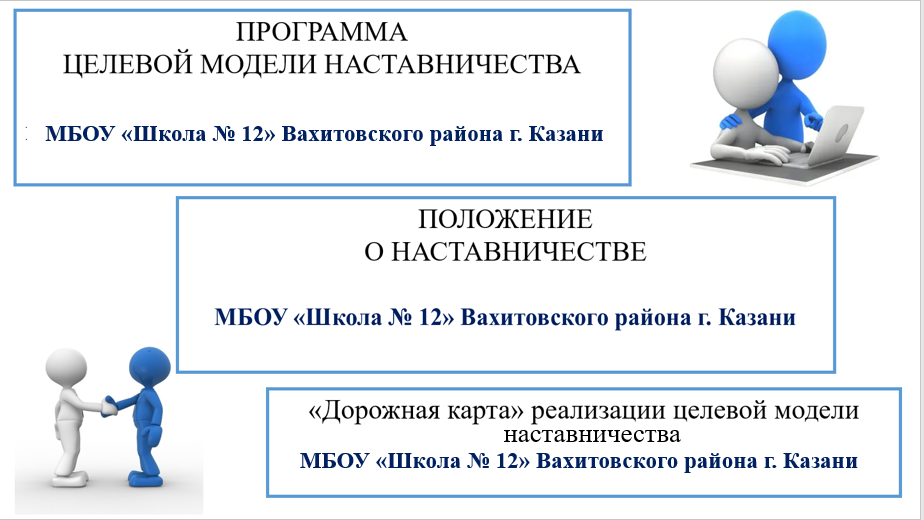 ПРОГРАММА
ЦЕЛЕВОЙ МОДЕЛИ НАСТАВНИЧЕСТВА
МБОУ «Школа № 12» Вахитовского района г. Казани
ПОЛОЖЕНИЕ
О НАСТАВНИЧЕСТВЕ
МБОУ «Школа № 12» Вахитовского района г. Казани
«Дорожная карта» реализации целевой модели
наставничества
МБОУ «Школа № 12» Вахитовского района г. Казани